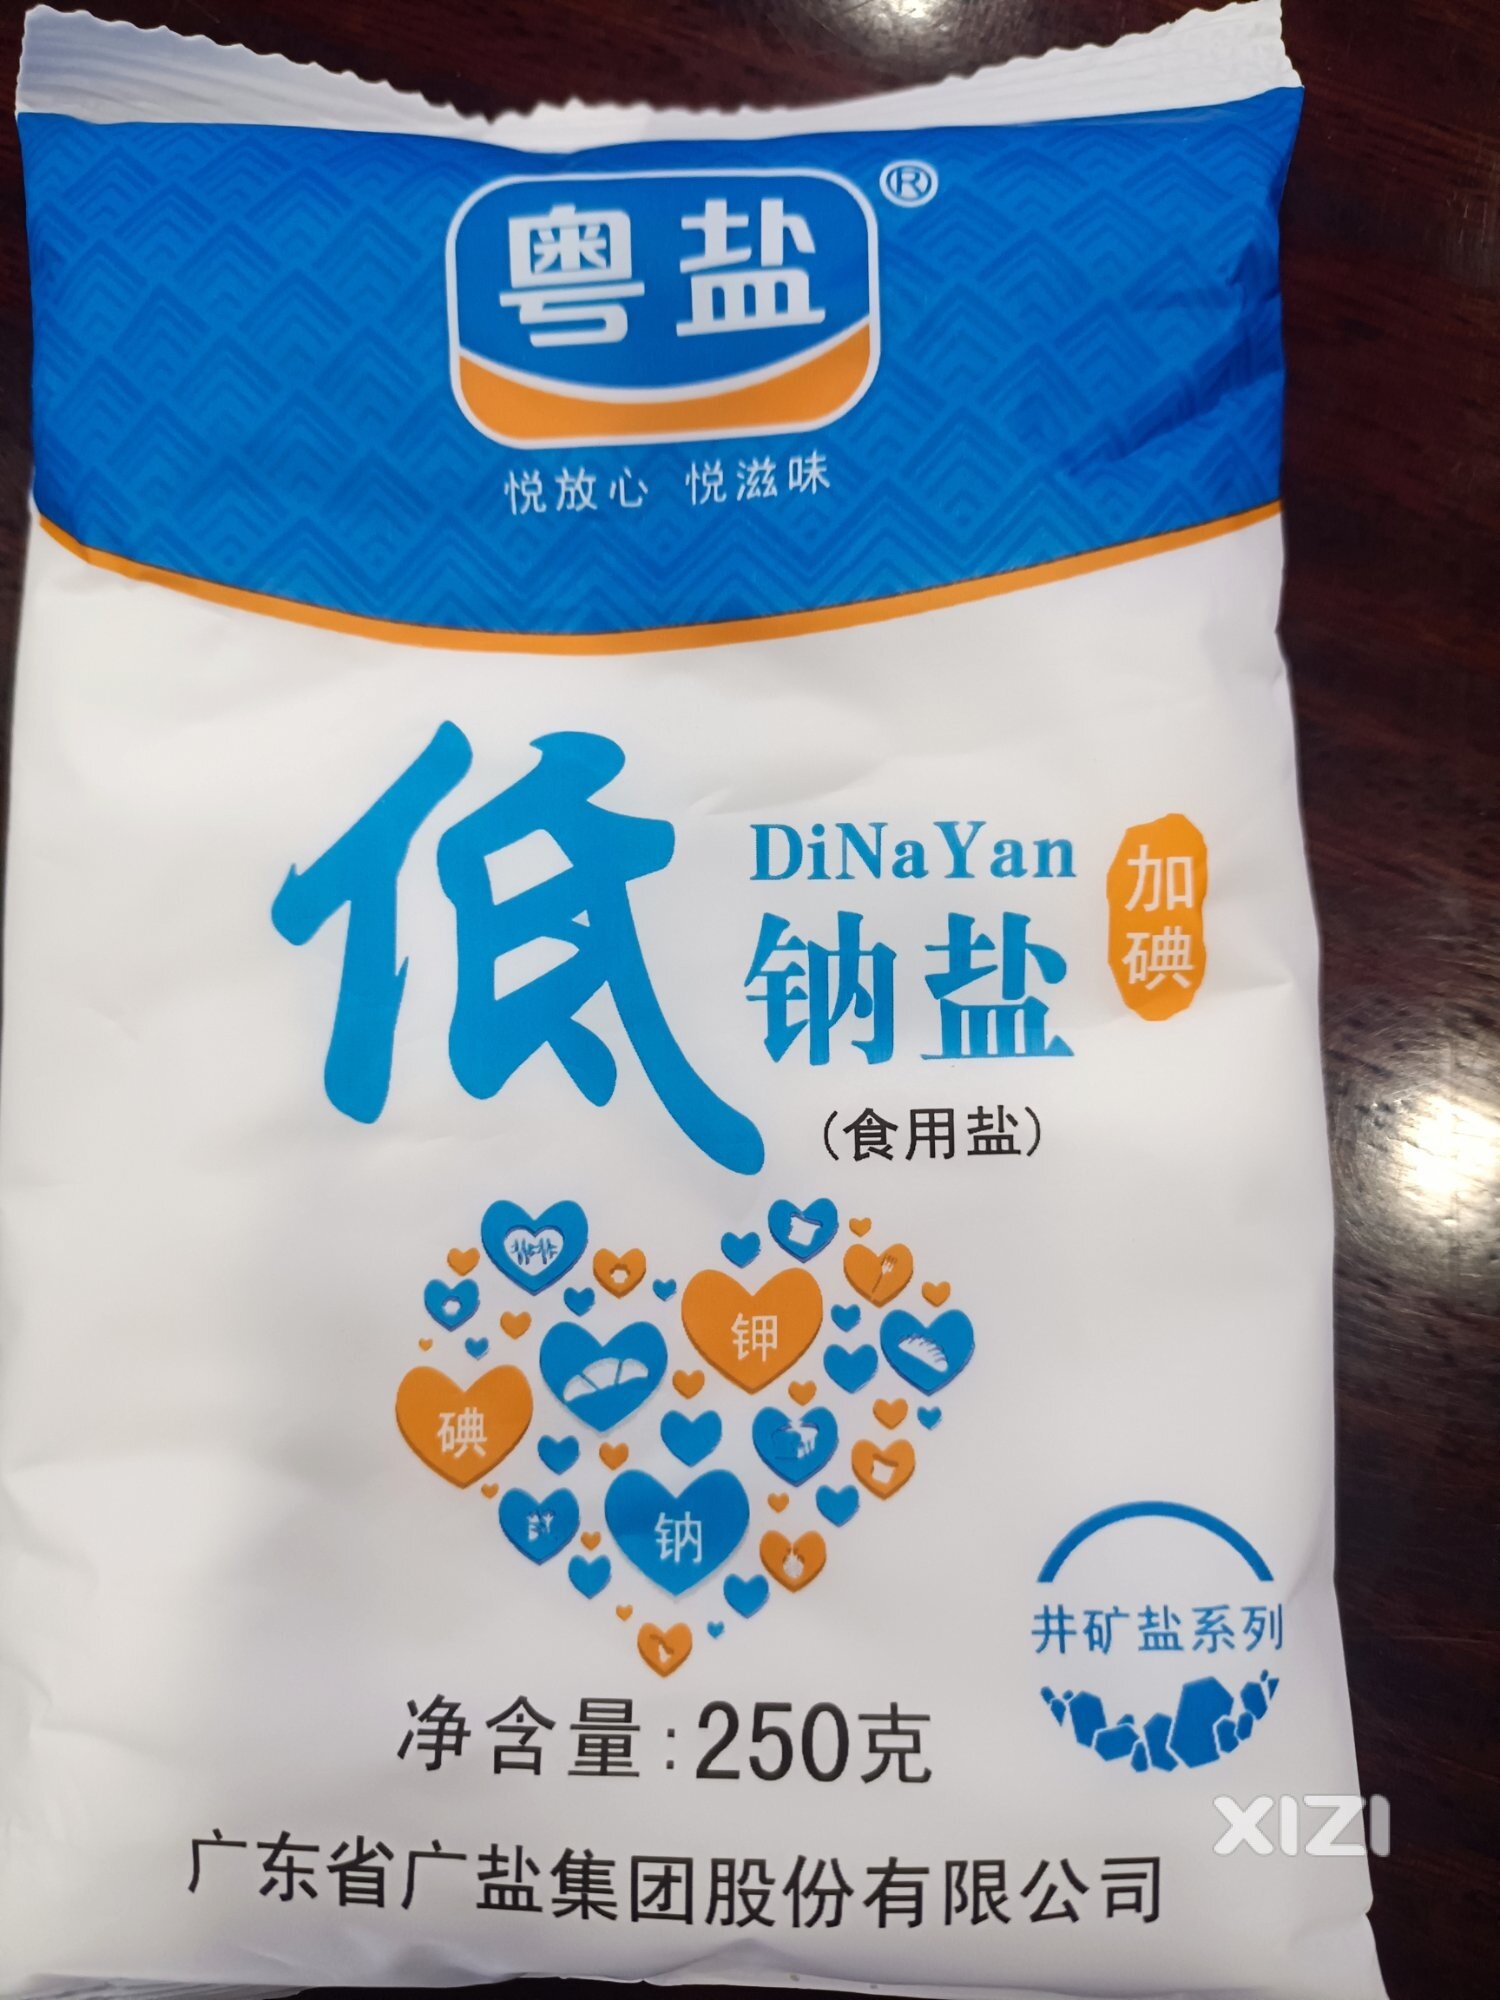 粤盐®
悦放心 悦滋味
低
DiNaYan
钠盐
加碘
(食用盐)
钾
碘
钠
井矿盐系列
净含量:250克
XIZI
广东省广盐集团股份有限公司